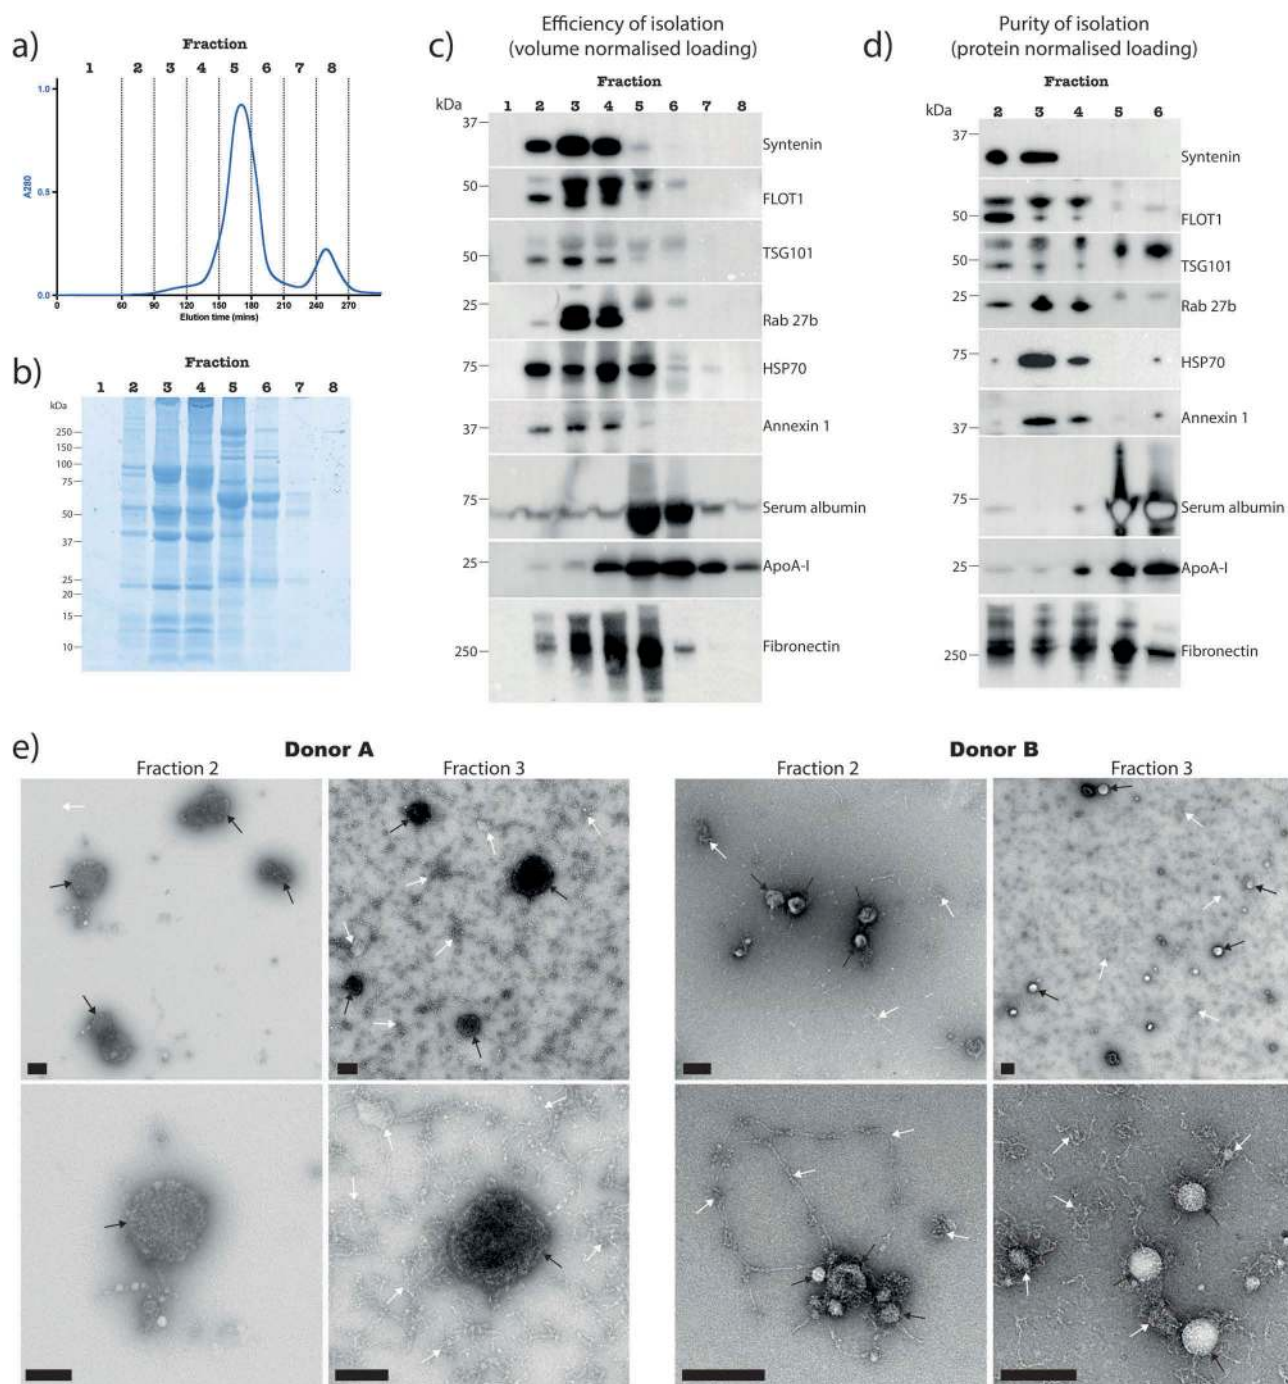 a)
Fraction
1 2 3 4 5 6 7 8
1.0
0.5
0.0
A280
0 60 90 120 150 180 210 240 270
Elution time (mins)
b)
Fraction
1 2 3 4 5 6 7 8
kDa
250
150
100
75
50
37
25
20
15
10
c)
Efficiency of isolation
(volume normalised loading)
Fraction
kDa 1 2 3 4 5 6 7 8
37
Syntenin
50
FLOT1
50
TSG101
25
Rab 27b
75
HSP70
37
Annexin 1
75
Serum albumin
25
ApoA-I
250
Fibronectin
d)
Purity of isolation
(protein normalised loading)
Fraction
kDa 2 3 4 5 6
37
Syntenin
50
FLOT1
50
TSG101
25
Rab 27b
75
HSP70
37
Annexin 1
75
Serum albumin
25
ApoA-I
250
Fibronectin
e)
Donor A
Fraction 2 Fraction 3
Donor B
Fraction 2 Fraction 3